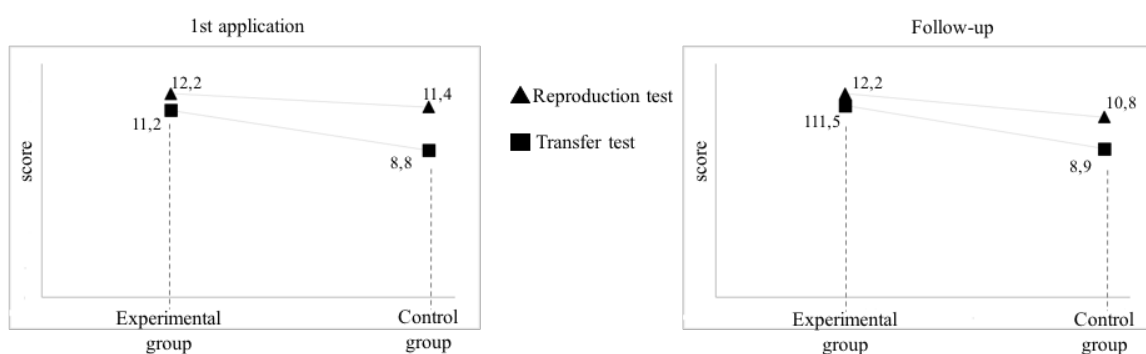 1st application
score
12,2
11,4
11,2
8,8
Experimental
group
Control
group
Reproduction test
Transfer test
Follow-up
score
12,2
10,8
111,5
8,9
Experimental
group
Control
group